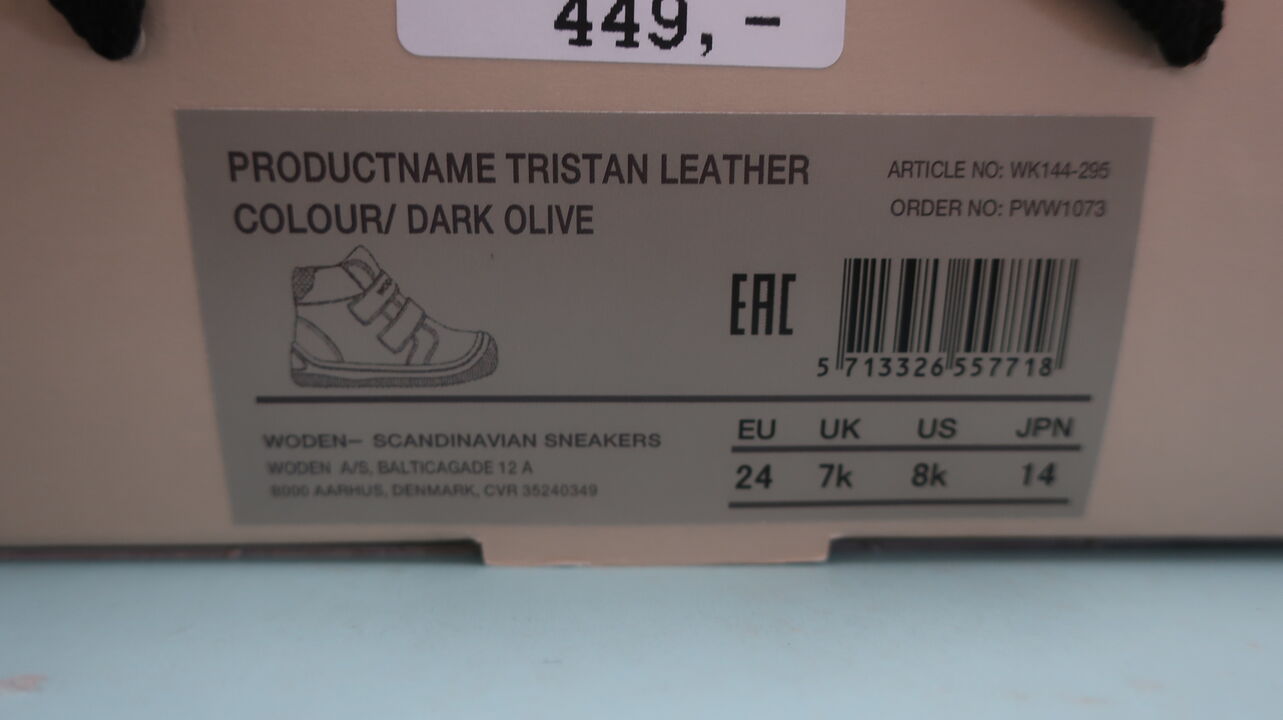 449,-
PRODUCTNAME TRISTAN LEATHER
COLOUR/ DARK OLIVE
ARTICLE NO: WK144-295
ORDER NO: PWW1073
EAC
5 713326 557718
WODEN– SCANDINAVIAN SNEAKERS
WODEN A/S, BALTICAGADE 12 A
8000 AARHUS, DENMARK, CVR 35240349
EU UK US JPN
24 7k 8k 14